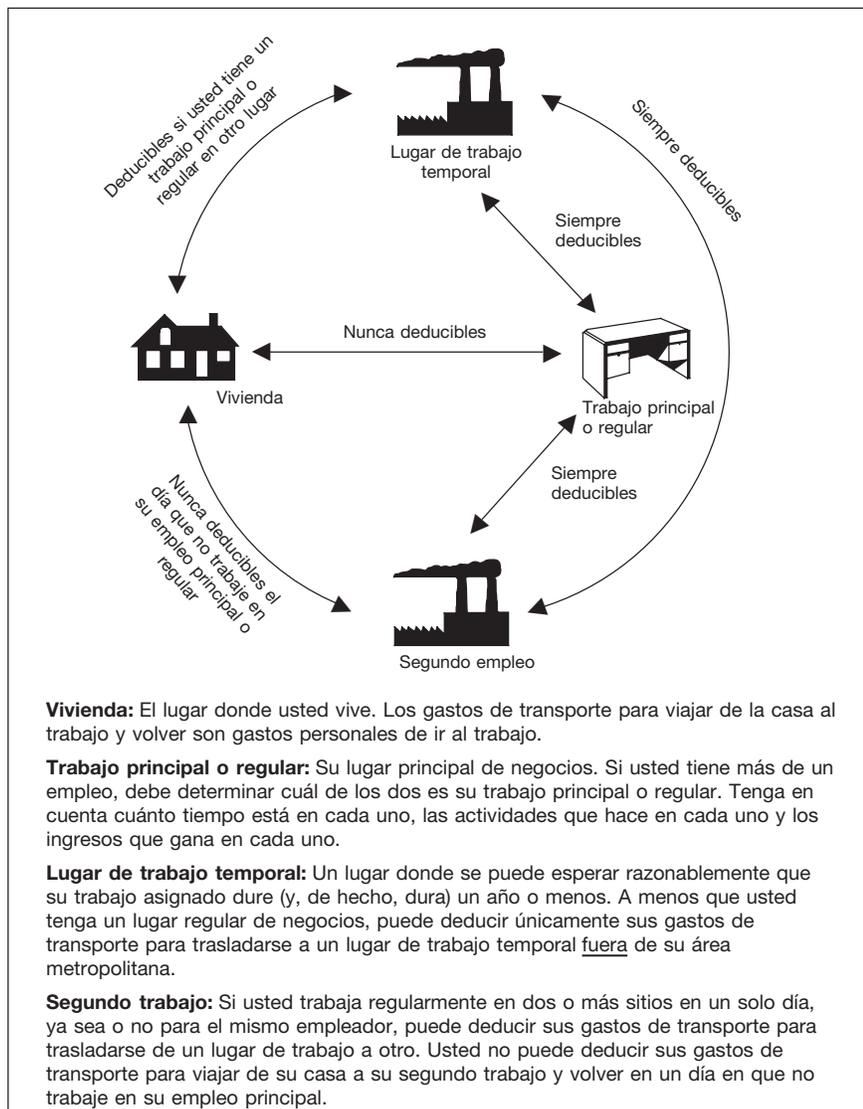 Deducibles si usted tiene un
trabajo principal o
regular en otro lugar
Lugar de trabajo
temporal
Siempre deducibles
Siempre
deducibles
Nunca deducibles
Vivienda
Trabajo principal
o regular
Siempre
deducibles
Nunca deducibles el
día que no trabaje en
su empleo principal o
regular
Segundo empleo
Vivienda: El lugar donde usted vive. Los gastos de transporte para viajar de la casa al
trabajo y volver son gastos personales de ir al trabajo.
Trabajo principal o regular: Su lugar principal de negocios. Si usted tiene más de un
empleo, debe determinar cuál de los dos es su trabajo principal o regular. Tenga en
cuenta cuánto tiempo está en cada uno, las actividades que hace en cada uno y los
ingresos que gana en cada uno.
Lugar de trabajo temporal: Un lugar donde se puede esperar razonablemente que
su trabajo asignado dure (y, de hecho, dura) un año o menos. A menos que usted
tenga un lugar regular de negocios, puede deducir únicamente sus gastos de
transporte para trasladarse a un lugar de trabajo temporal fuera de su área
metropolitana.
Segundo trabajo: Si usted trabaja regularmente en dos o más sitios en un solo día,
ya sea o no para el mismo empleador, puede deducir sus gastos de transporte para
trasladarse de un lugar de trabajo a otro. Usted no puede deducir sus gastos de
transporte para viajar de su casa a su segundo trabajo y volver en un día en que no
trabaje en su empleo principal.